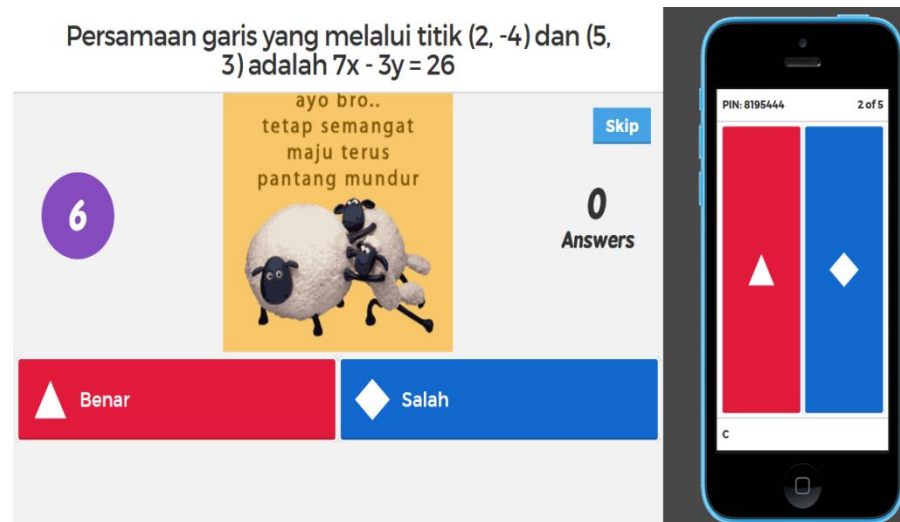 Persamaan garis yang melalui titik (2, -4) dan (5,
3) adalah 7x - 3y = 26
ayo bro..
tetap semangat
maju terus
pantang mundur
Skip
6
0
Answers
Benar
Salah
PIN: 8195444
2 of 5
C